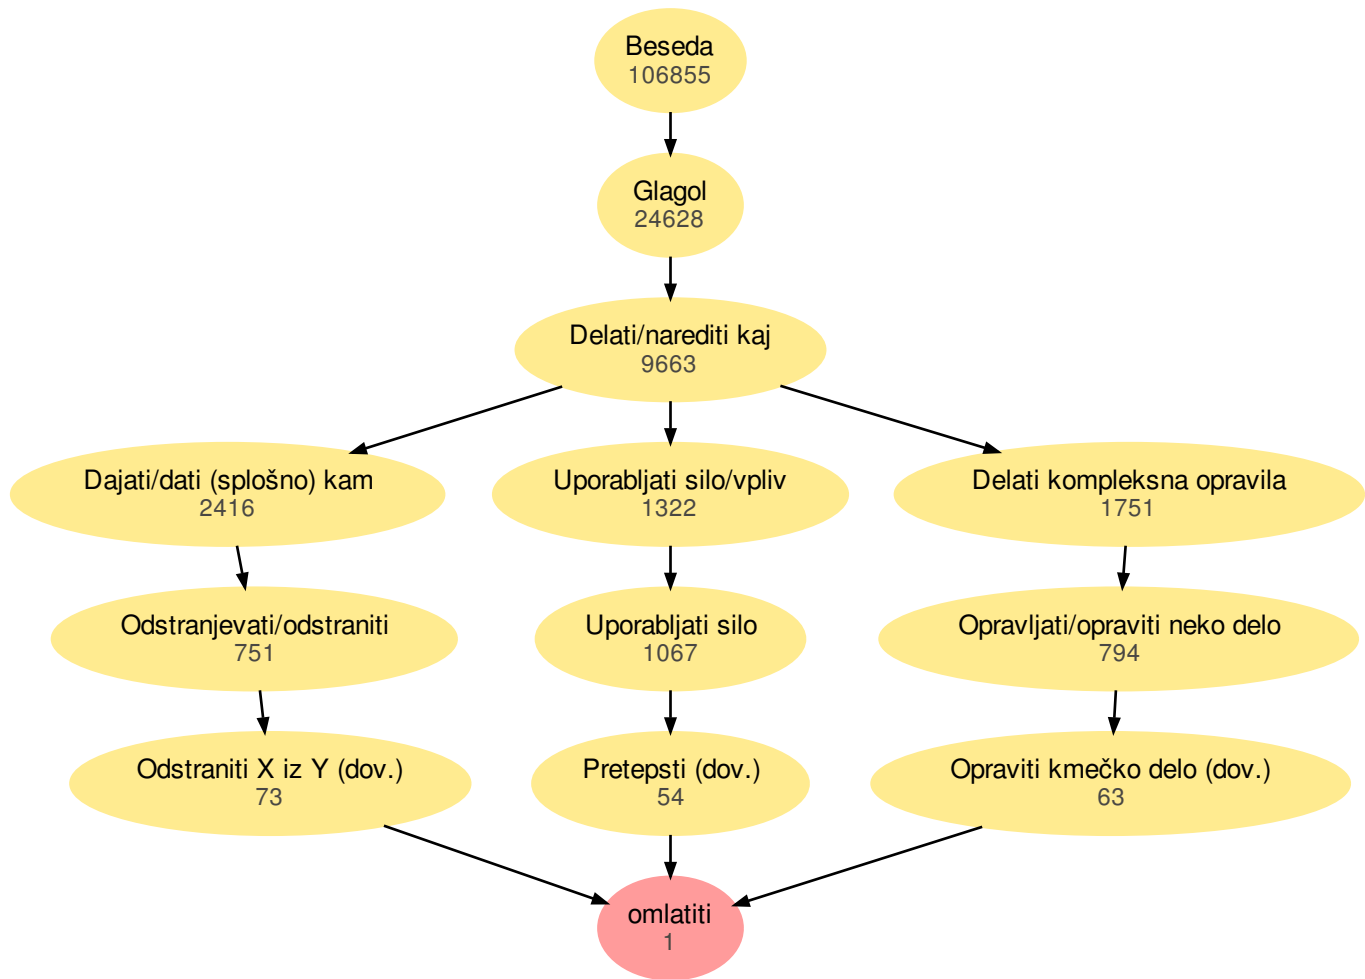 Beseda
106855
Glagol
24628
Delati/narediti kaj
9663
Dajati/dati (splošno) kam
2416
Uporabljati silo/vpliv
1322
Delati kompleksna opravila
1751
Odstranjevati/odstraniti
751
Uporabljati silo
1067
Opravljati/opraviti neko delo
794
Odstraniti X iz Y (dov.)
73
Pretepsti (dov.)
54
Opraviti kmečko delo (dov.)
63
omlatiti
1